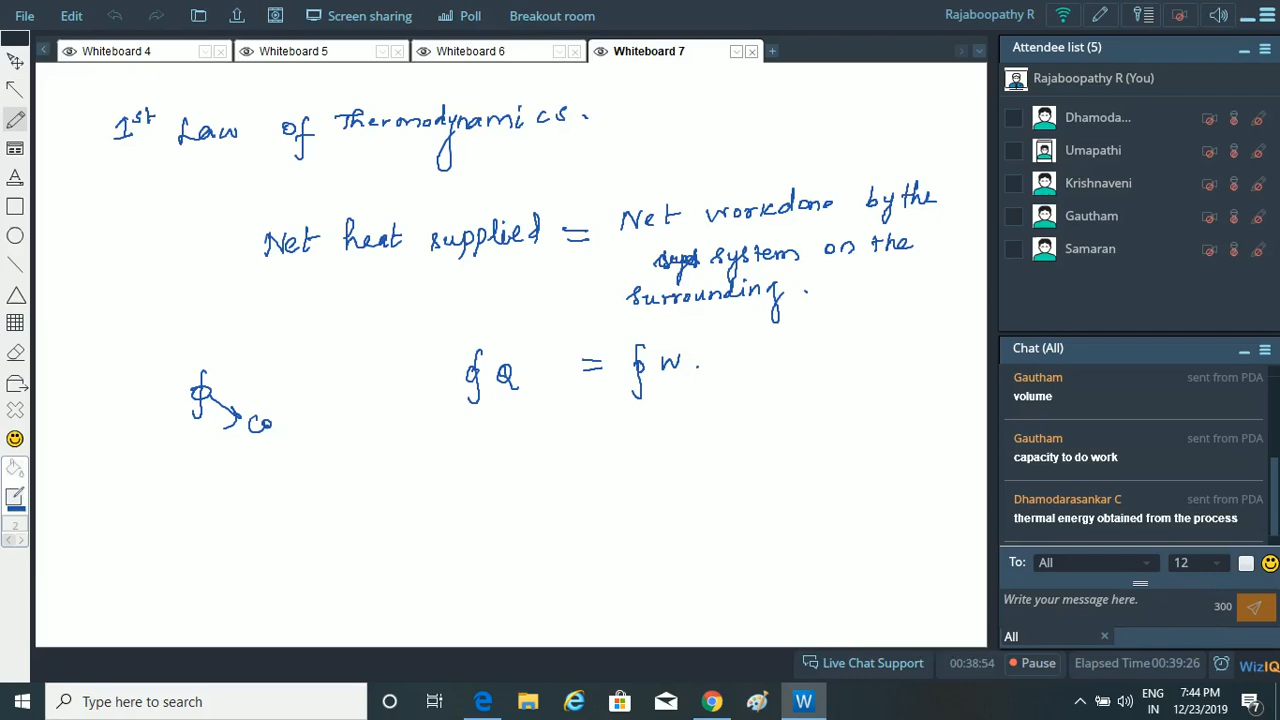 File Edit Screen sharing Poll Breakout room Rajaboopathy R
Whiteboard 4 Whiteboard 5 Whiteboard 6 Whiteboard 7
Attendee list (5)
Rajaboopathy R (You)
Dhamoda...
Umapathi
Krishnaveni
Gautham
Samaran
1st Law Of Thermodynamics.
Net heat supplied = Net workdone by the
system on the
surrounding.
∮ Q = ∮ W.
∮ Co
Chat (All)
Gautham sent from PDA
volume
Gautham sent from PDA
capacity to do work
Dhamodarasankar C sent from PDA
thermal energy obtained from the process
To: All 12
Write your message here. 300
All
2
Live Chat Support 00:38:54 Pause Elapsed Time 00:39:26 WizIQ
Type here to search
ENG 7:44 PM
IN 12/23/2019